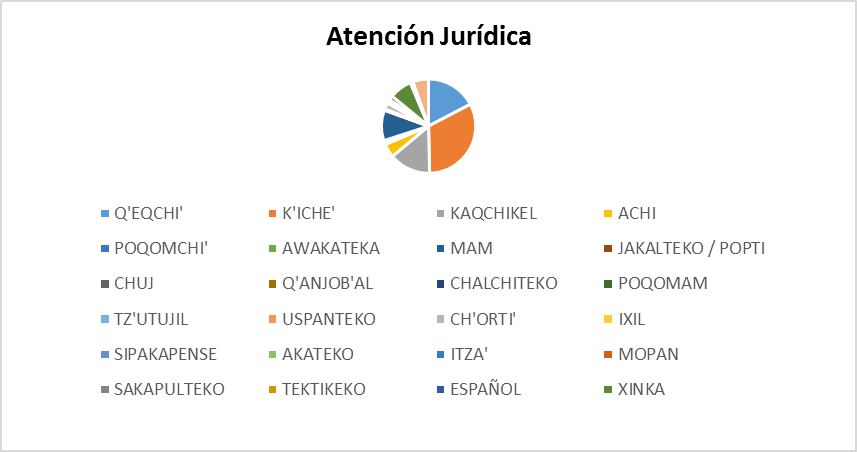 Atención Jurídica
Q'EQCHI' K'ICHE' KAQCHIKEL ACHI
POQOMCHI' AWAKATEKA MAM JAKALTEKO / POPTI
CHUJ Q'ANJOB'AL CHALCHITEKO POQOMAM
TZ'UTUJIL USPANTEKO CH'ORTI' IXIL
SIPAKAPENSE AKATEKO ITZA' MOPAN
SAKAPULTEKO TEKTIKEKO ESPAÑOL XINKA